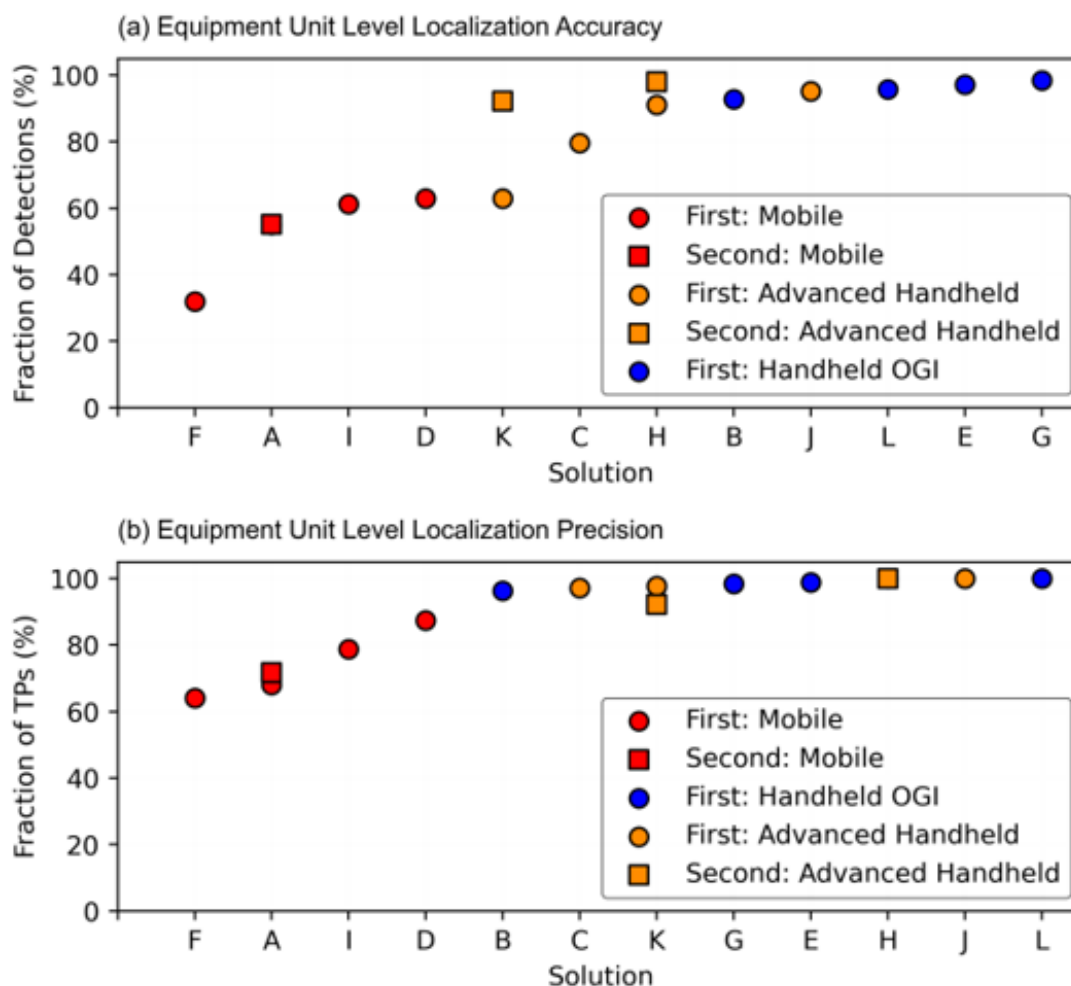 (a) Equipment Unit Level Localization Accuracy
Fraction of Detections (%)
100
80
60
40
20
0
First: Mobile
Second: Mobile
First: Advanced Handheld
Second: Advanced Handheld
First: Handheld OGI
F A I D K C H B J L E G
Solution
(b) Equipment Unit Level Localization Precision
Fraction of TPs (%)
100
80
60
40
20
0
First: Mobile
Second: Mobile
First: Handheld OGI
First: Advanced Handheld
Second: Advanced Handheld
F A I D B C K G E H J L
Solution